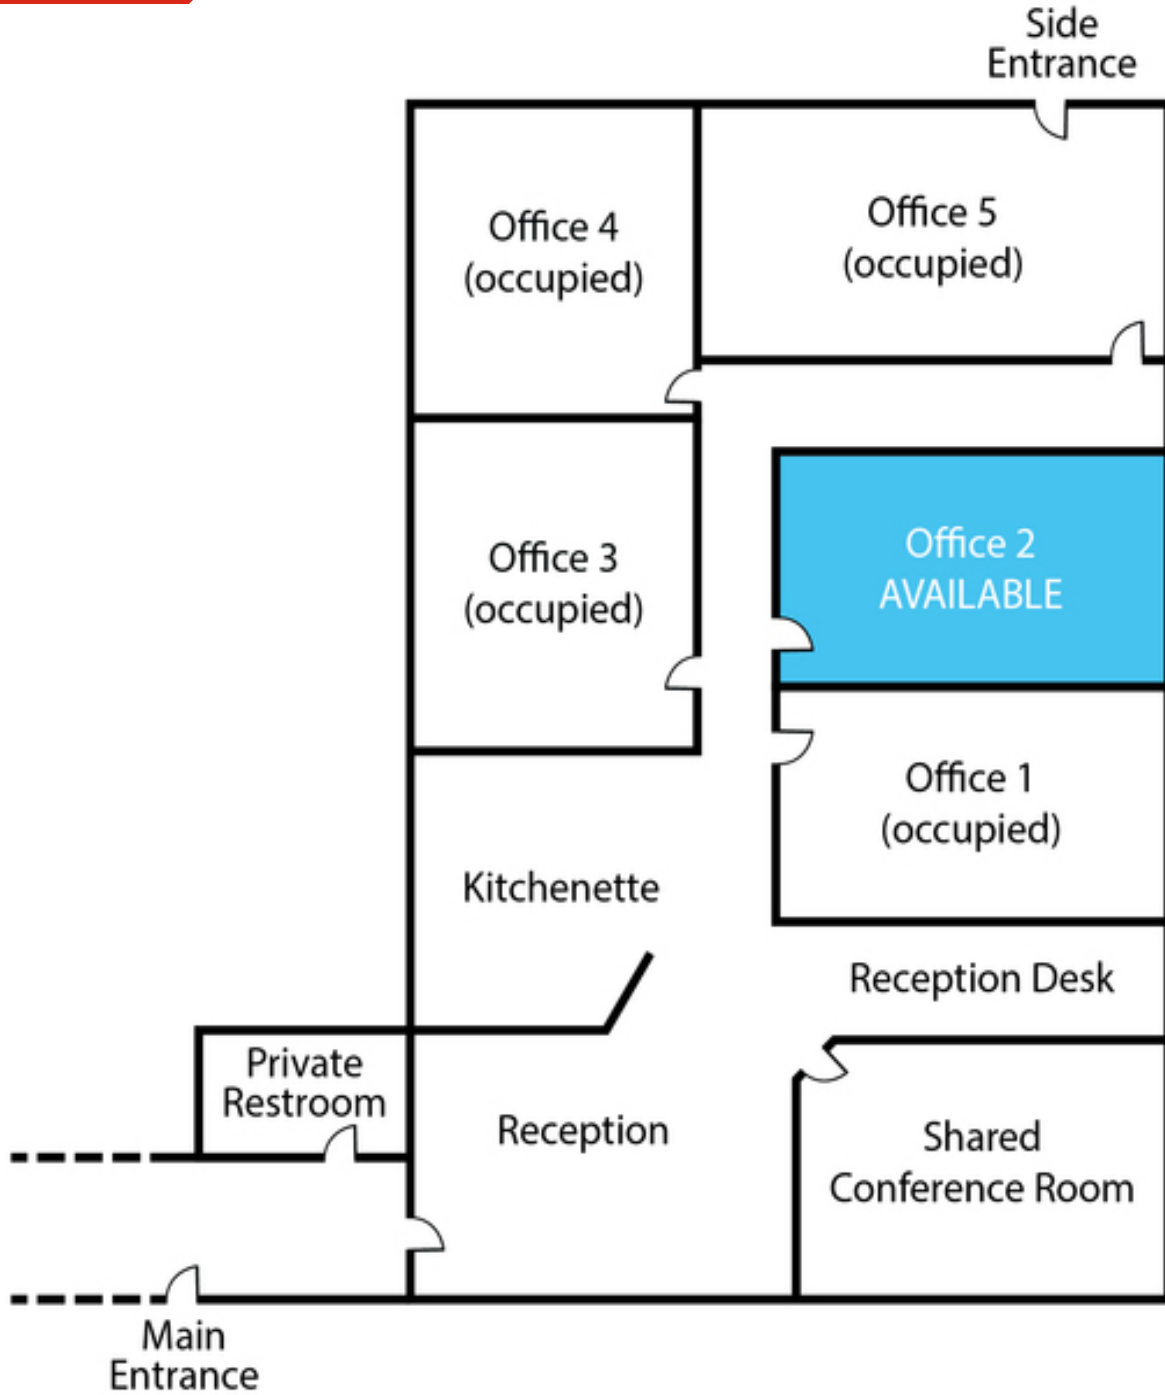 Side
Entrance
Office 4
(occupied)
Office 5
(occupied)
Office 3
(occupied)
Office 2
AVAILABLE
Office 1
(occupied)
Kitchenette
Reception Desk
Private
Restroom
Reception
Shared
Conference Room
Main
Entrance